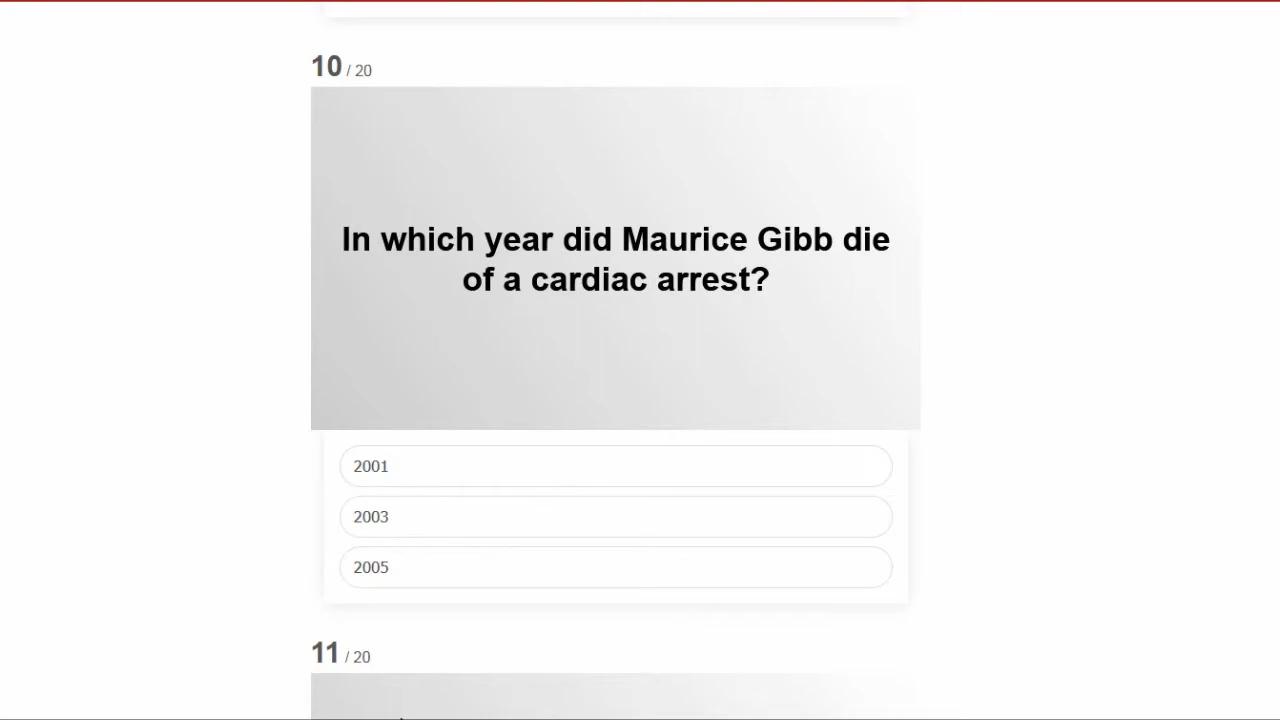 10 / 20
In which year did Maurice Gibb die
of a cardiac arrest?
2001
2003
2005
11 / 20